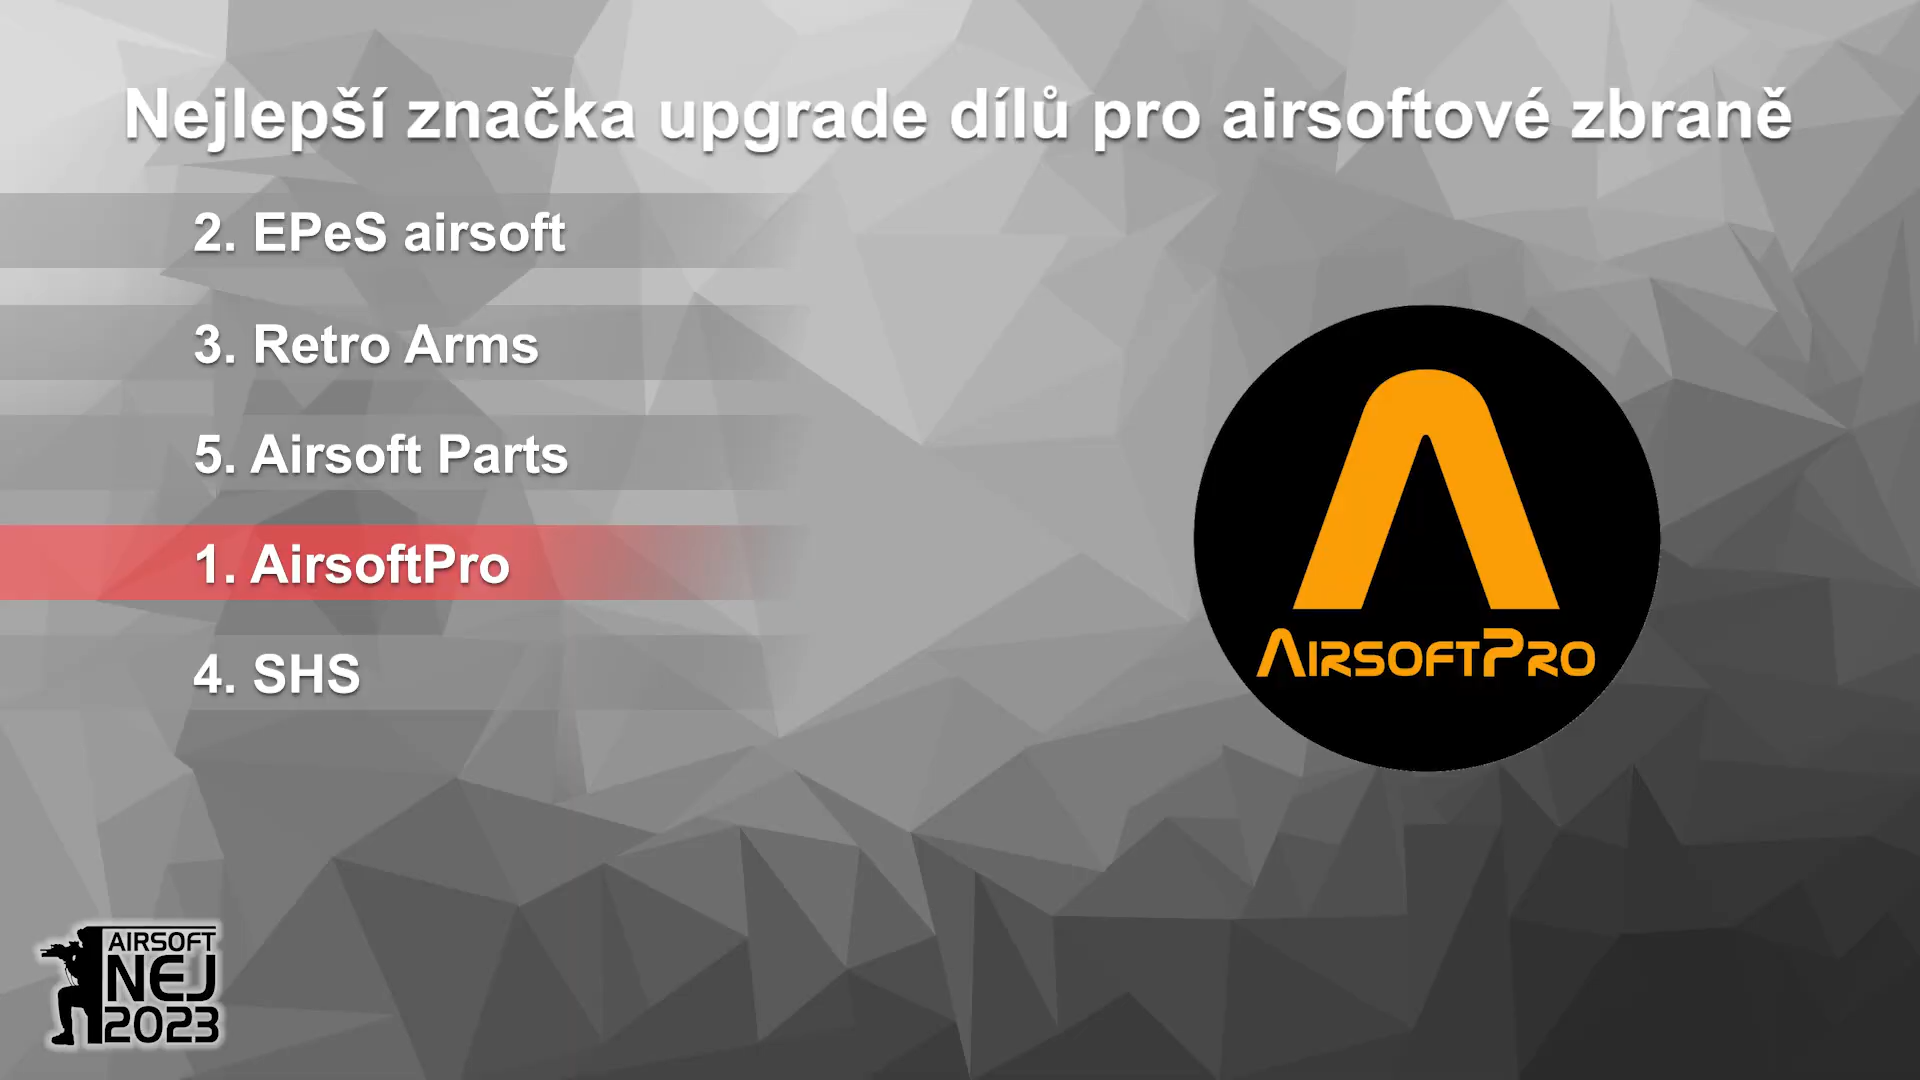 Nejlepší značka upgrade dílů pro airsoftové zbraně
2. EPeS airsoft
3. Retro Arms
5. Airsoft Parts
1. AirsoftPro
4. SHS
AIRSOFTPRO
AIRSOFT
NEJ
2023